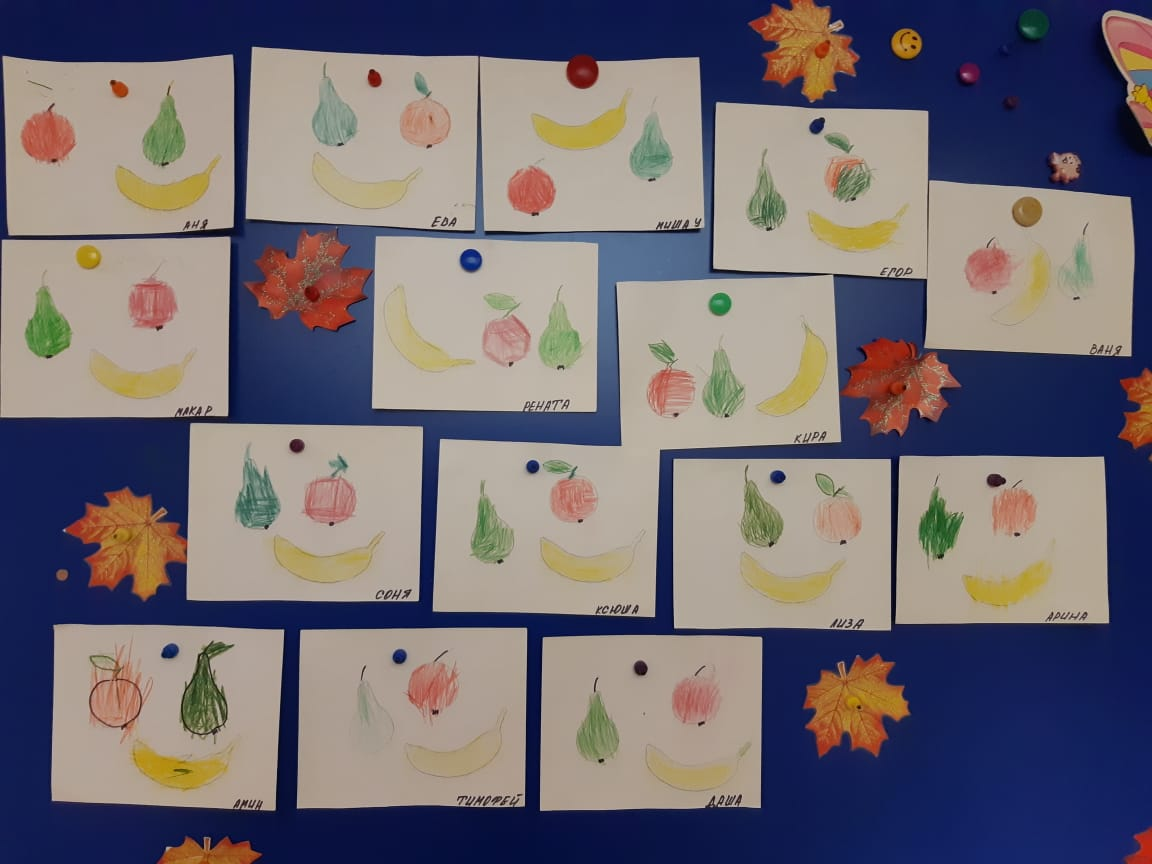 АНЯ
ЕВА
МИША У
ЕГОР
ВАНЯ
МАКАР
РЕНАТА
КИРА
СОНЯ
КСЮША
ЛИЗА
АРИНА
АМИН
ТИМОФЕЙ
ДАША